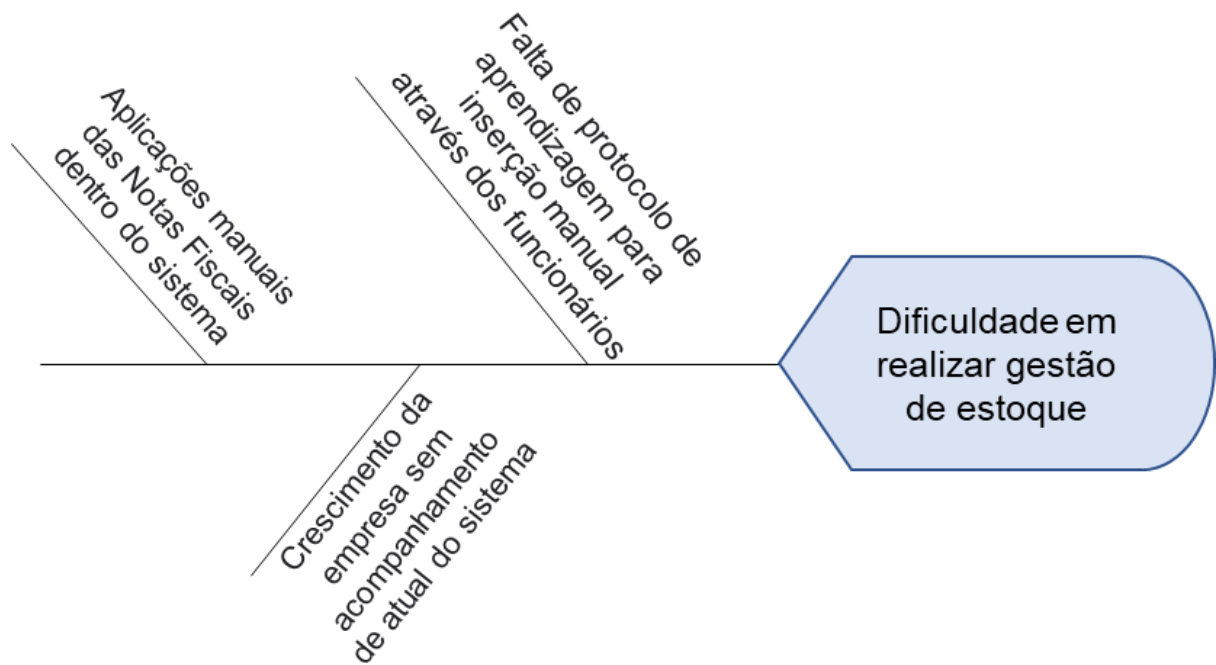 Aplicações manuais
das Notas Fiscais
dentro do sistema
Falta de protocolo de
aprendizagem para
inserção manual
através dos funcionários
Crescimento da
empresa sem
acompanhamento
de atual do sistema
Dificuldade em
realizar gestão
de estoque